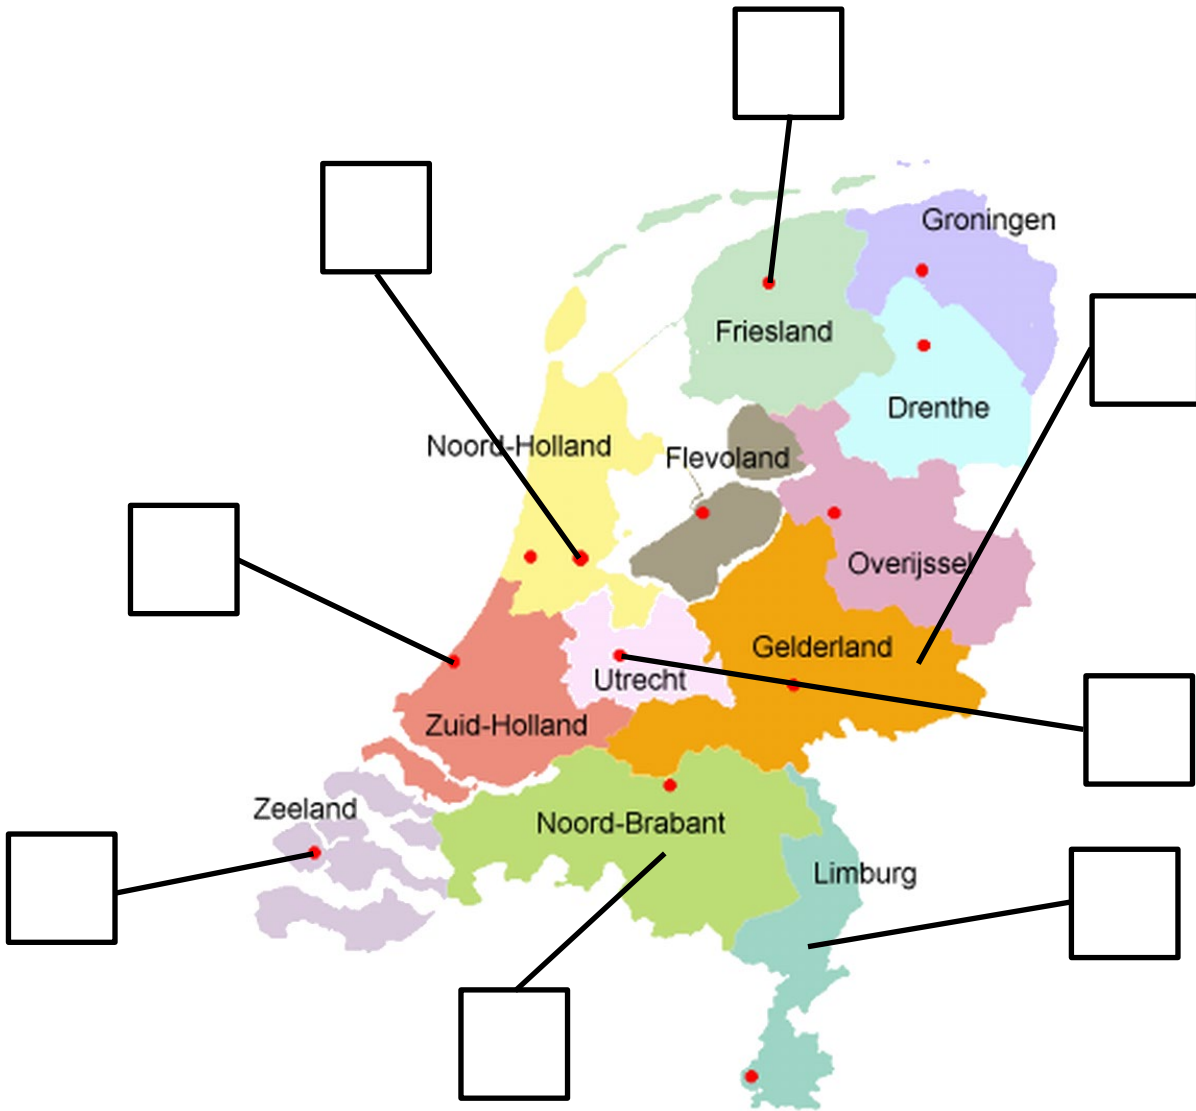 Groningen
Friesland
Drenthe
Noord-Holland
Flevoland
Overijssel
Gelderland
Utrecht
Zuid-Holland
Zeeland
Noord-Brabant
Limburg